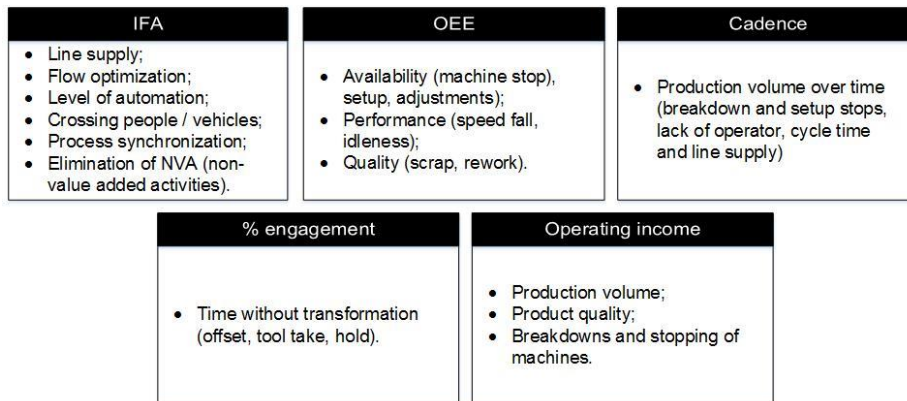 IFA
• Line supply;
• Flow optimization;
• Level of automation;
• Crossing people / vehicles;
• Process synchronization;
• Elimination of NVA (non-
value added activities).
OEE
• Availability (machine stop),
setup, adjustments);
• Performance (speed fall,
idleness);
• Quality (scrap, rework).
Cadence
• Production volume over time
(breakdown and setup stops,
lack of operator, cycle time
and line supply)
% engagement
• Time without transformation
(offset, tool take, hold).
Operating income
• Production volume;
• Product quality;
• Breakdowns and stopping of
machines.